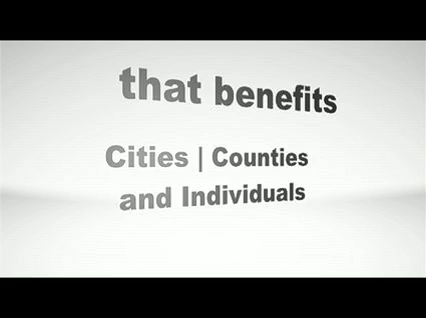 that benefits
Cities | Counties
and Individuals